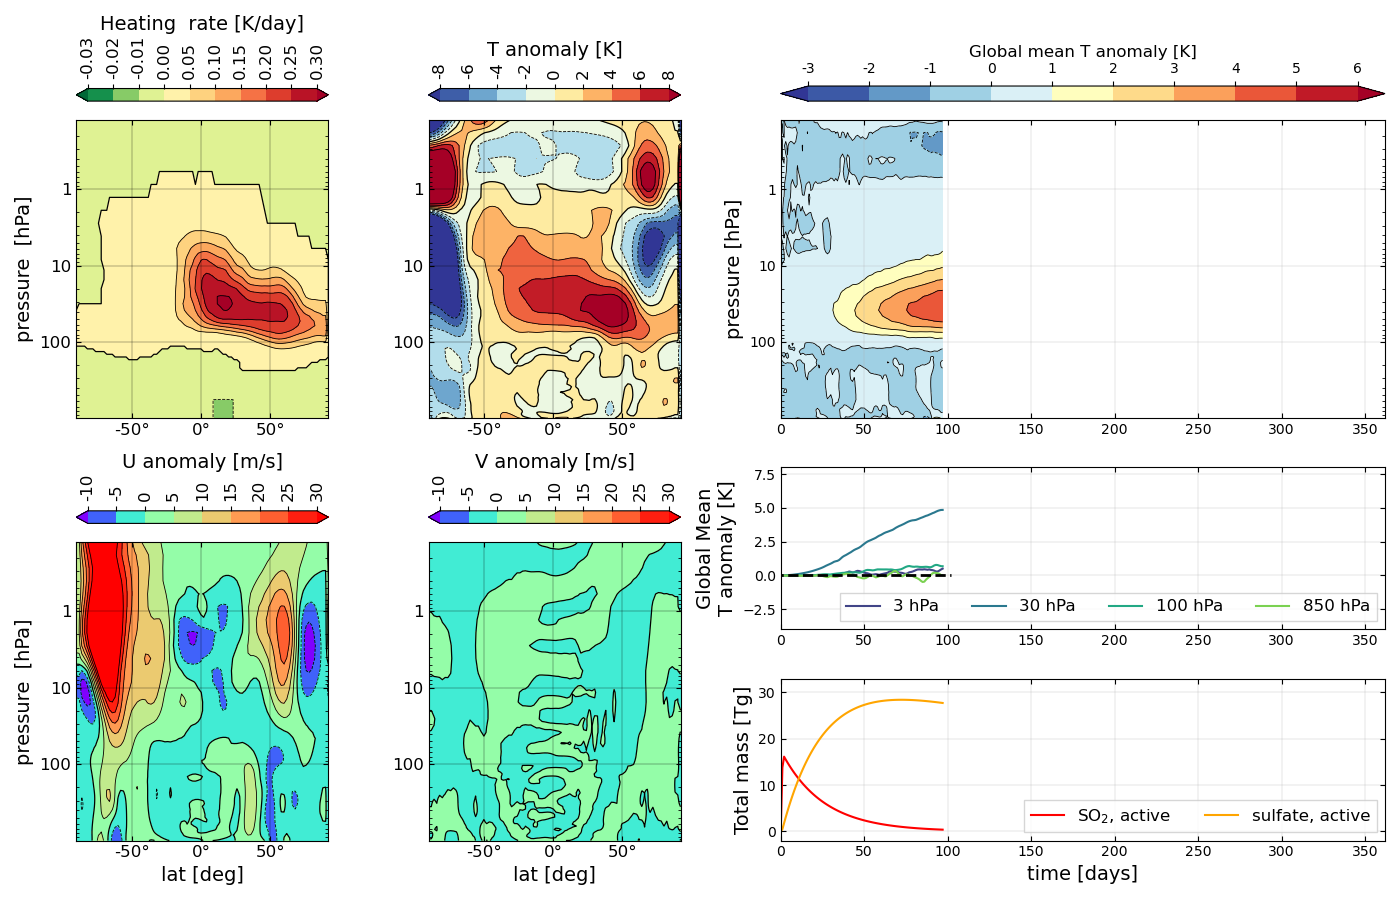 Heating  rate [K/day]
-0.03 -0.02 -0.01 0.00 0.05 0.10 0.15 0.20 0.25 0.30
pressure  [hPa]
1
10
100
-50° 0° 50°
T anomaly [K]
-8 -6 -4 -2 0 2 4 6 8
1
10
100
-50° 0° 50°
Global mean T anomaly [K]
-3 -2 -1 0 1 2 3 4 5 6
pressure  [hPa]
1
10
100
0 50 100 150 200 250 300 350
U anomaly [m/s]
-10 -5 0 5 10 15 20 25 30
pressure  [hPa]
1
10
100
-50° 0° 50°
lat [deg]
V anomaly [m/s]
-10 -5 0 5 10 15 20 25 30
1
10
100
-50° 0° 50°
lat [deg]
Global Mean
T anomaly [K]
7.5
5.0
2.5
0.0
−2.5
3 hPa 30 hPa 100 hPa 850 hPa
Total mass [Tg]
30
20
10
0
SO₂, active sulfate, active
0 50 100 150 200 250 300 350
time [days]